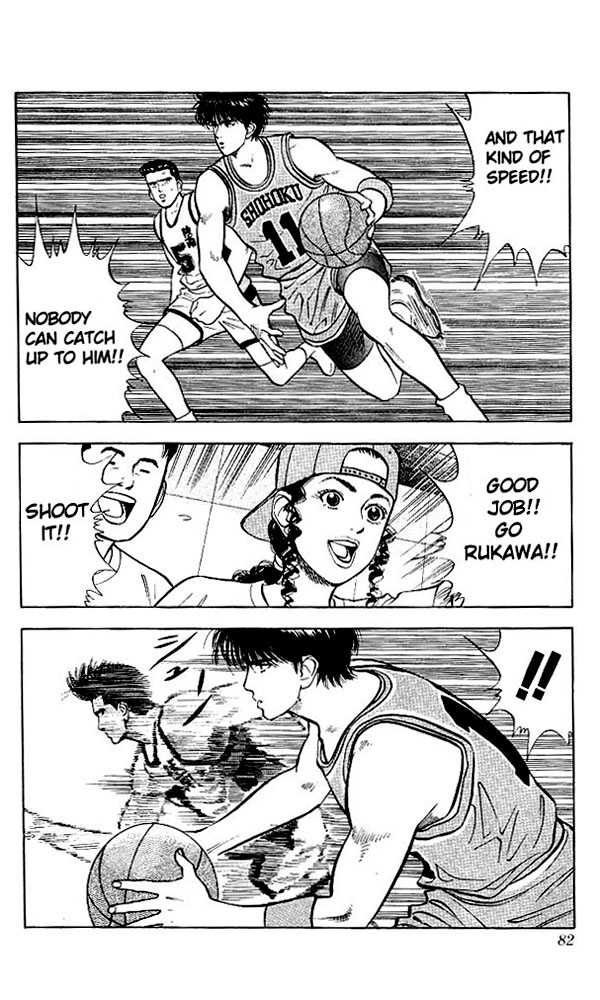 AND THAT
KIND OF
SPEED!!
SHOHOKU
11
5
NOBODY
CAN CATCH
UP TO HIM!!
GOOD
JOB!!
GO
RUKAWA!!
SHOOT
IT!!
!!
82